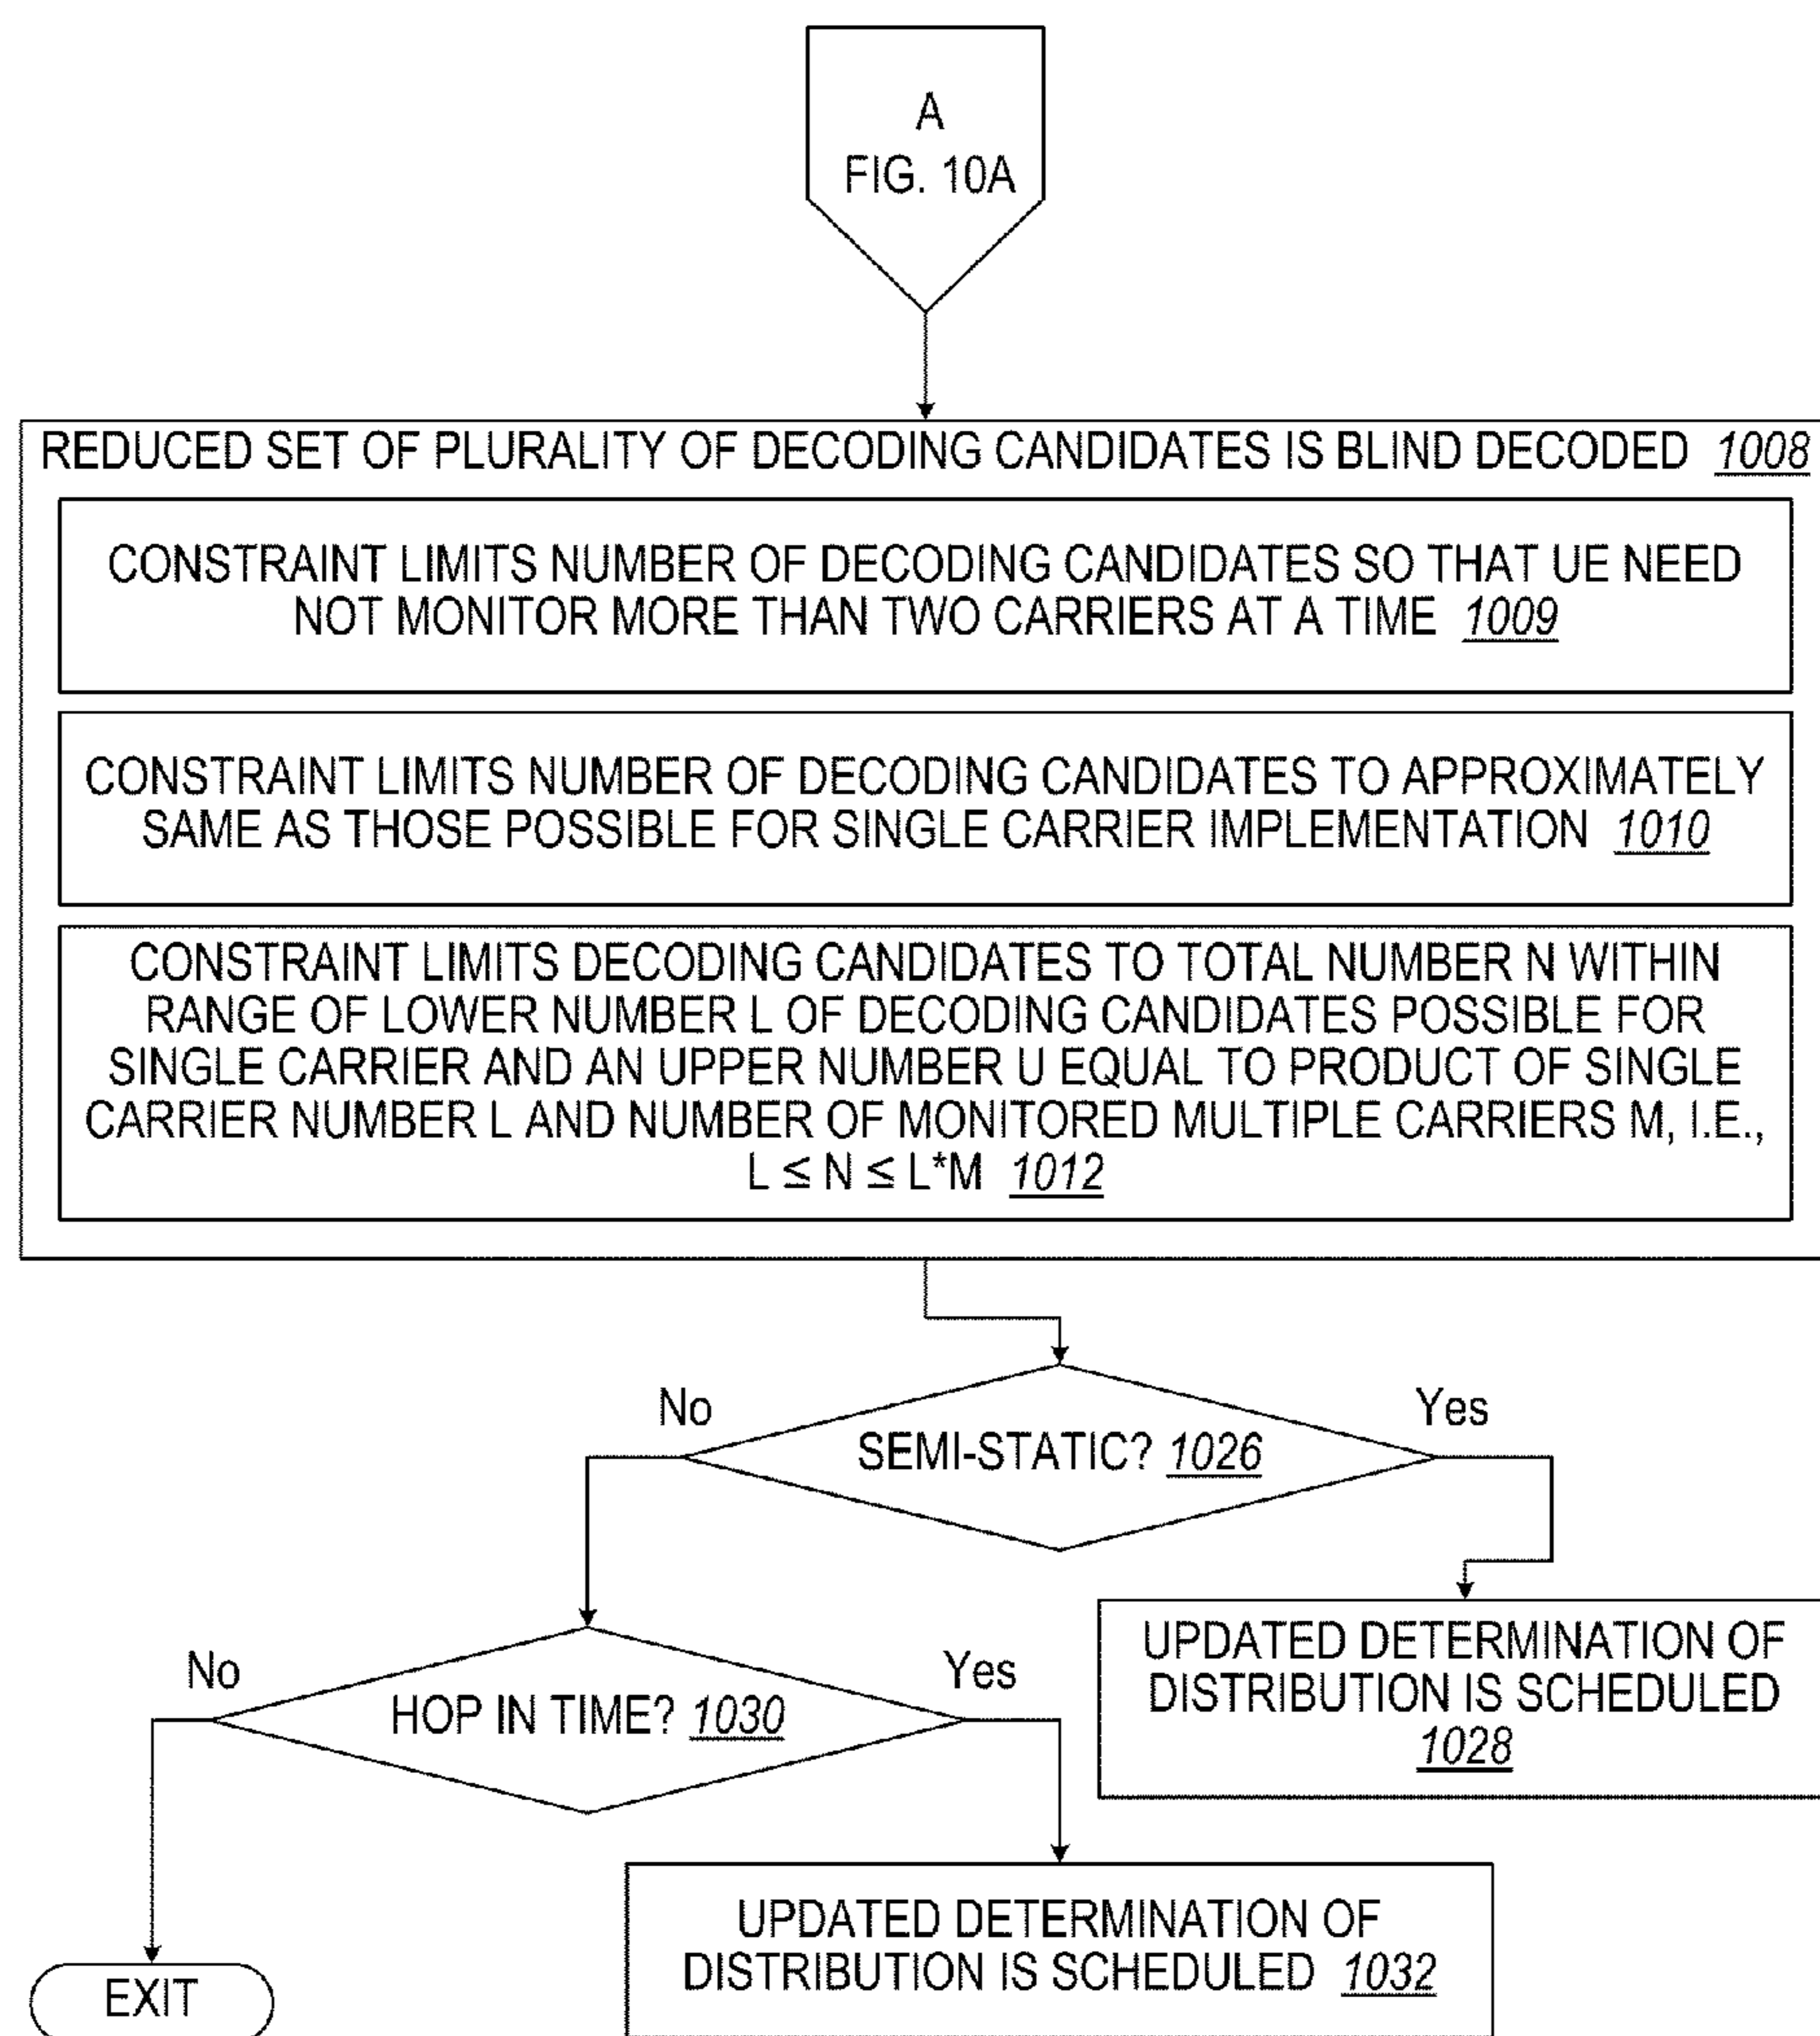 A
FIG. 10A
REDUCED SET OF PLURALITY OF DECODING CANDIDATES IS BLIND DECODED 1008
CONSTRAINT LIMITS NUMBER OF DECODING CANDIDATES SO THAT UE NEED
NOT MONITOR MORE THAN TWO CARRIERS AT A TIME 1009
CONSTRAINT LIMITS NUMBER OF DECODING CANDIDATES TO APPROXIMATELY
SAME AS THOSE POSSIBLE FOR SINGLE CARRIER IMPLEMENTATION 1010
CONSTRAINT LIMITS DECODING CANDIDATES TO TOTAL NUMBER N WITHIN
RANGE OF LOWER NUMBER L OF DECODING CANDIDATES POSSIBLE FOR
SINGLE CARRIER AND AN UPPER NUMBER U EQUAL TO PRODUCT OF SINGLE
CARRIER NUMBER L AND NUMBER OF MONITORED MULTIPLE CARRIERS M, I.E.,
L ≤ N ≤ L*M 1012
No
Yes
SEMI-STATIC? 1026
UPDATED DETERMINATION OF
DISTRIBUTION IS SCHEDULED
1028
No
Yes
HOP IN TIME? 1030
UPDATED DETERMINATION OF
DISTRIBUTION IS SCHEDULED 1032
EXIT